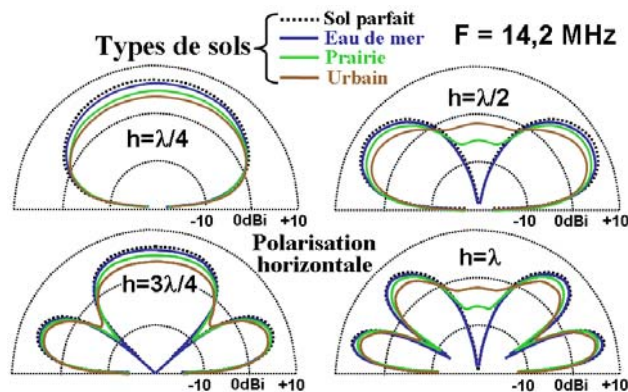 Types de sols
Sol parfait
Eau de mer
Prairie
Urbain
F = 14,2 MHz
h=λ/4
-10 0dBi +10
h=λ/2
-10 0dBi +10
Polarisation
horizontale
h=3λ/4
-10 0dBi +10
h=λ
-10 0dBi +10